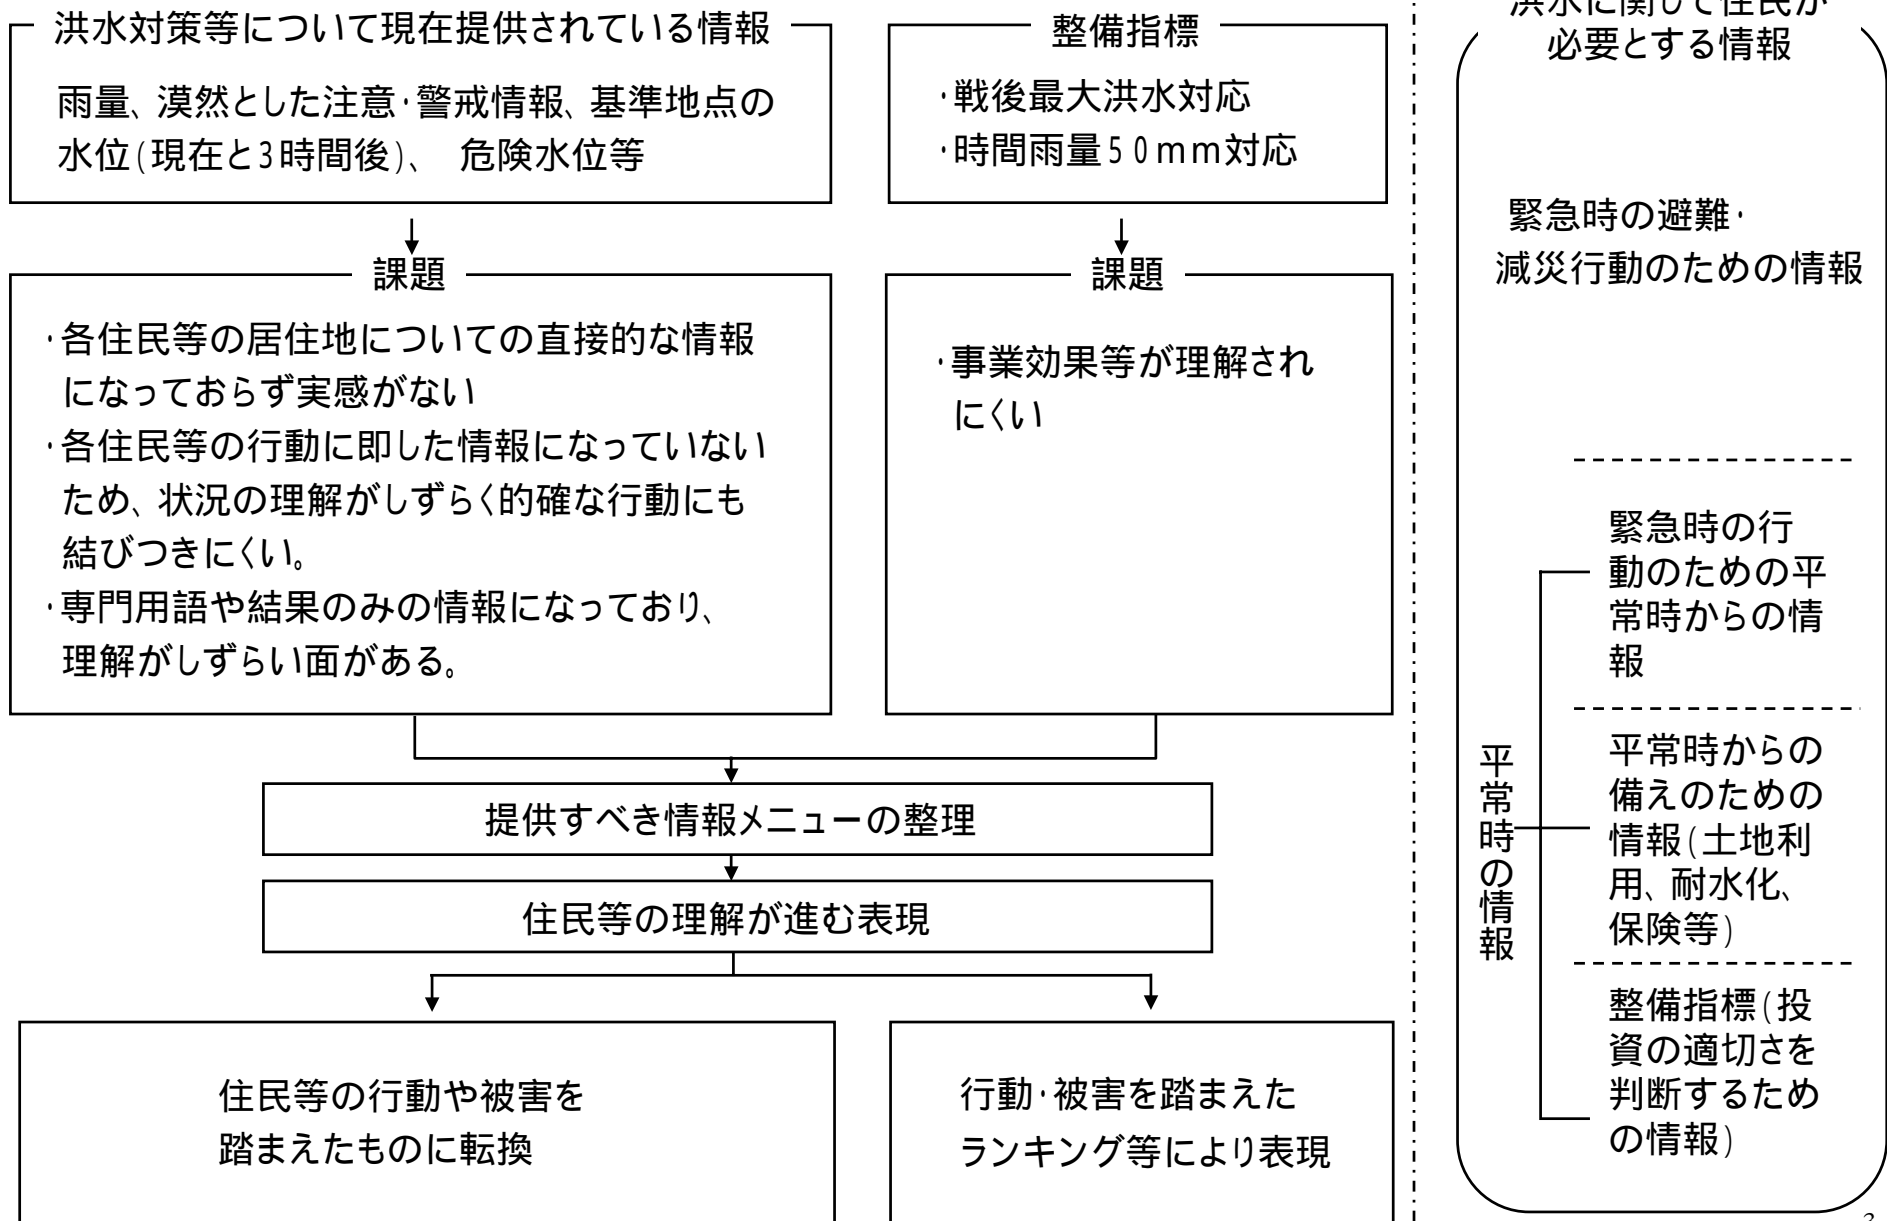 洪水対策等について現在提供されている情報
雨量、漠然とした注意・警戒情報、基準地点の
水位(現在と3時間後)、 危険水位等
整備指標
・戦後最大洪水対応
・時間雨量50mm対応
課題
・各住民等の居住地についての直接的な情報
になっておらず実感がない
・各住民等の行動に即した情報になっていない
ため、状況の理解がしずらく的確な行動にも
結びつきにくい。
・専門用語や結果のみの情報になっており、
理解がしずらい面がある。
課題
・事業効果等が理解され
にくい
提供すべき情報メニューの整理
住民等の理解が進む表現
住民等の行動や被害を
踏まえたものに転換
行動・被害を踏まえた
ランキング等により表現
洪水に関して住民が
必要とする情報
緊急時の避難・
減災行動のための情報
平常時の情報
緊急時の行
動のための平
常時からの情
報
平常時からの
備えのための
情報(土地利
用、耐水化、
保険等)
整備指標(投
資の適切さを
判断するため
の情報)